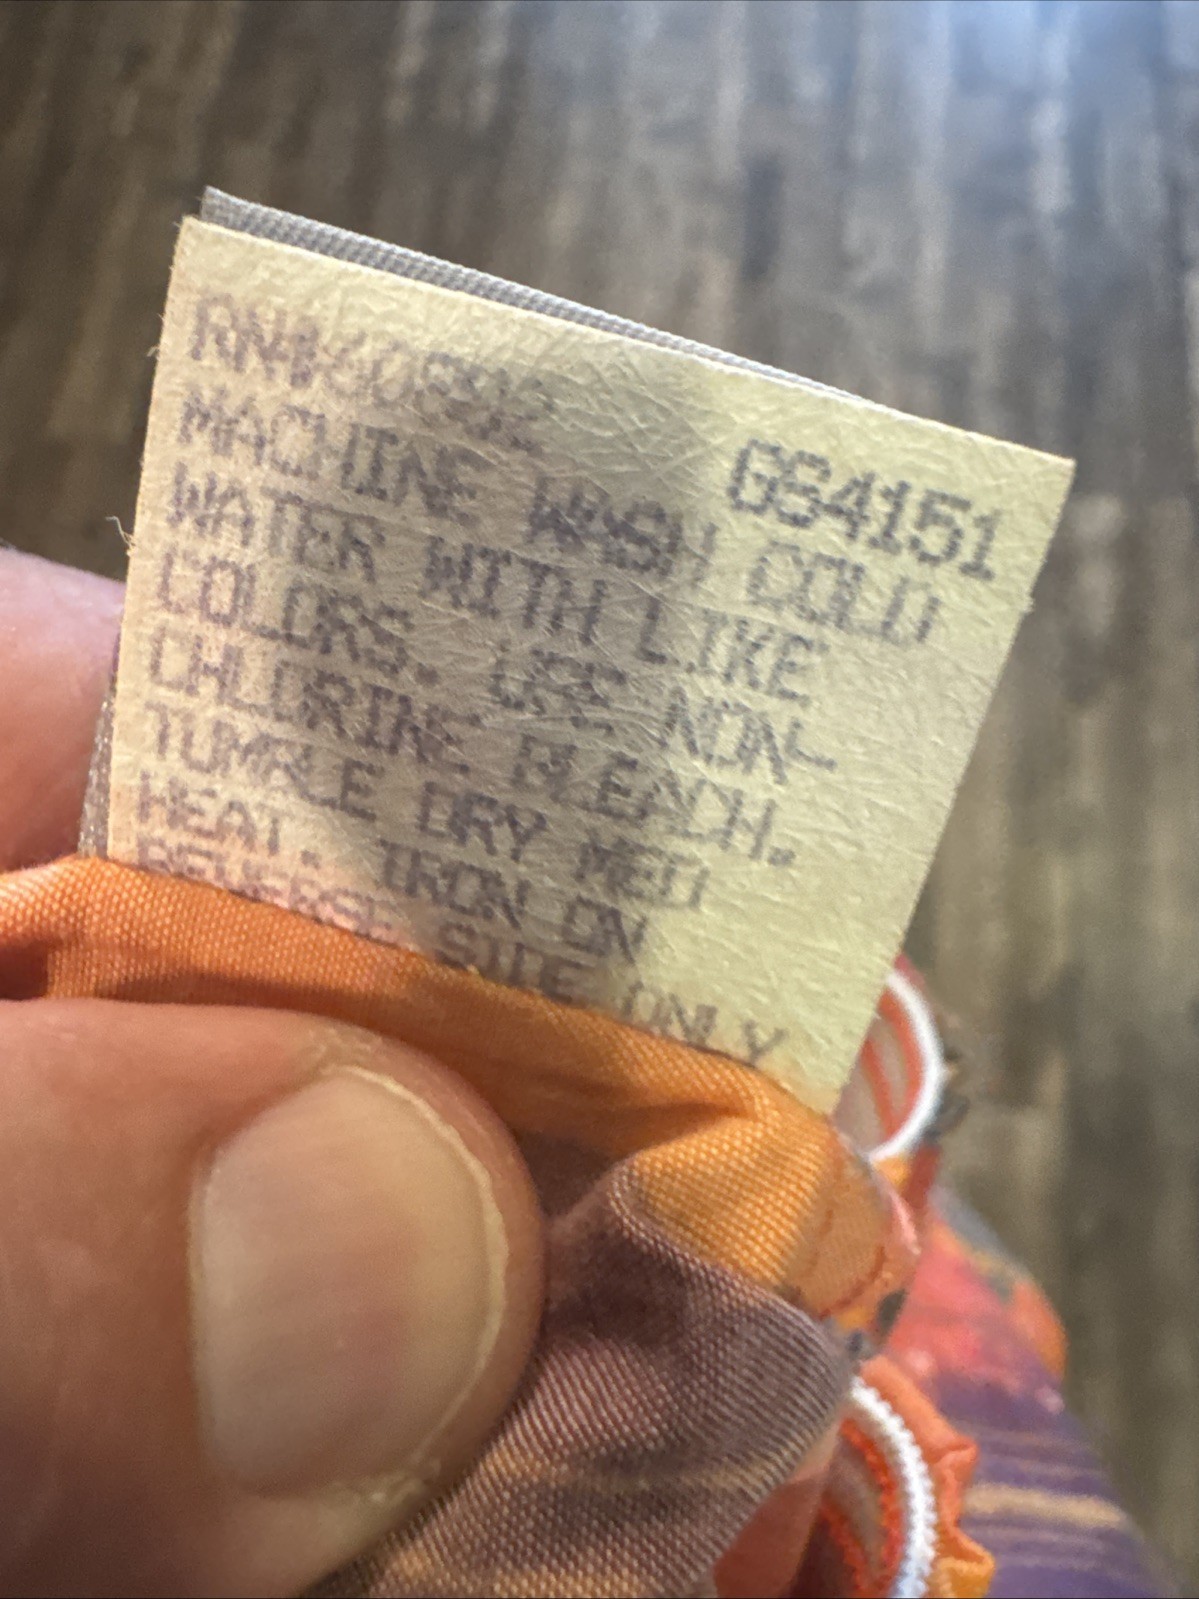 GS4151
MACHINE WASH COLD
WATER WITH LIKE
COLORS. USE NON-
CHLORINE BLEACH.
TUMBLE DRY MED
HEAT. IRON ON
REVERSE SIDE ONLY